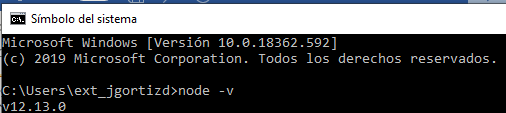 Símbolo del sistema
Microsoft Windows [Versión 10.0.18362.592]
(c) 2019 Microsoft Corporation. Todos los derechos reservados.
C:\Users\ext_jgortizd>node -v
v12.13.0